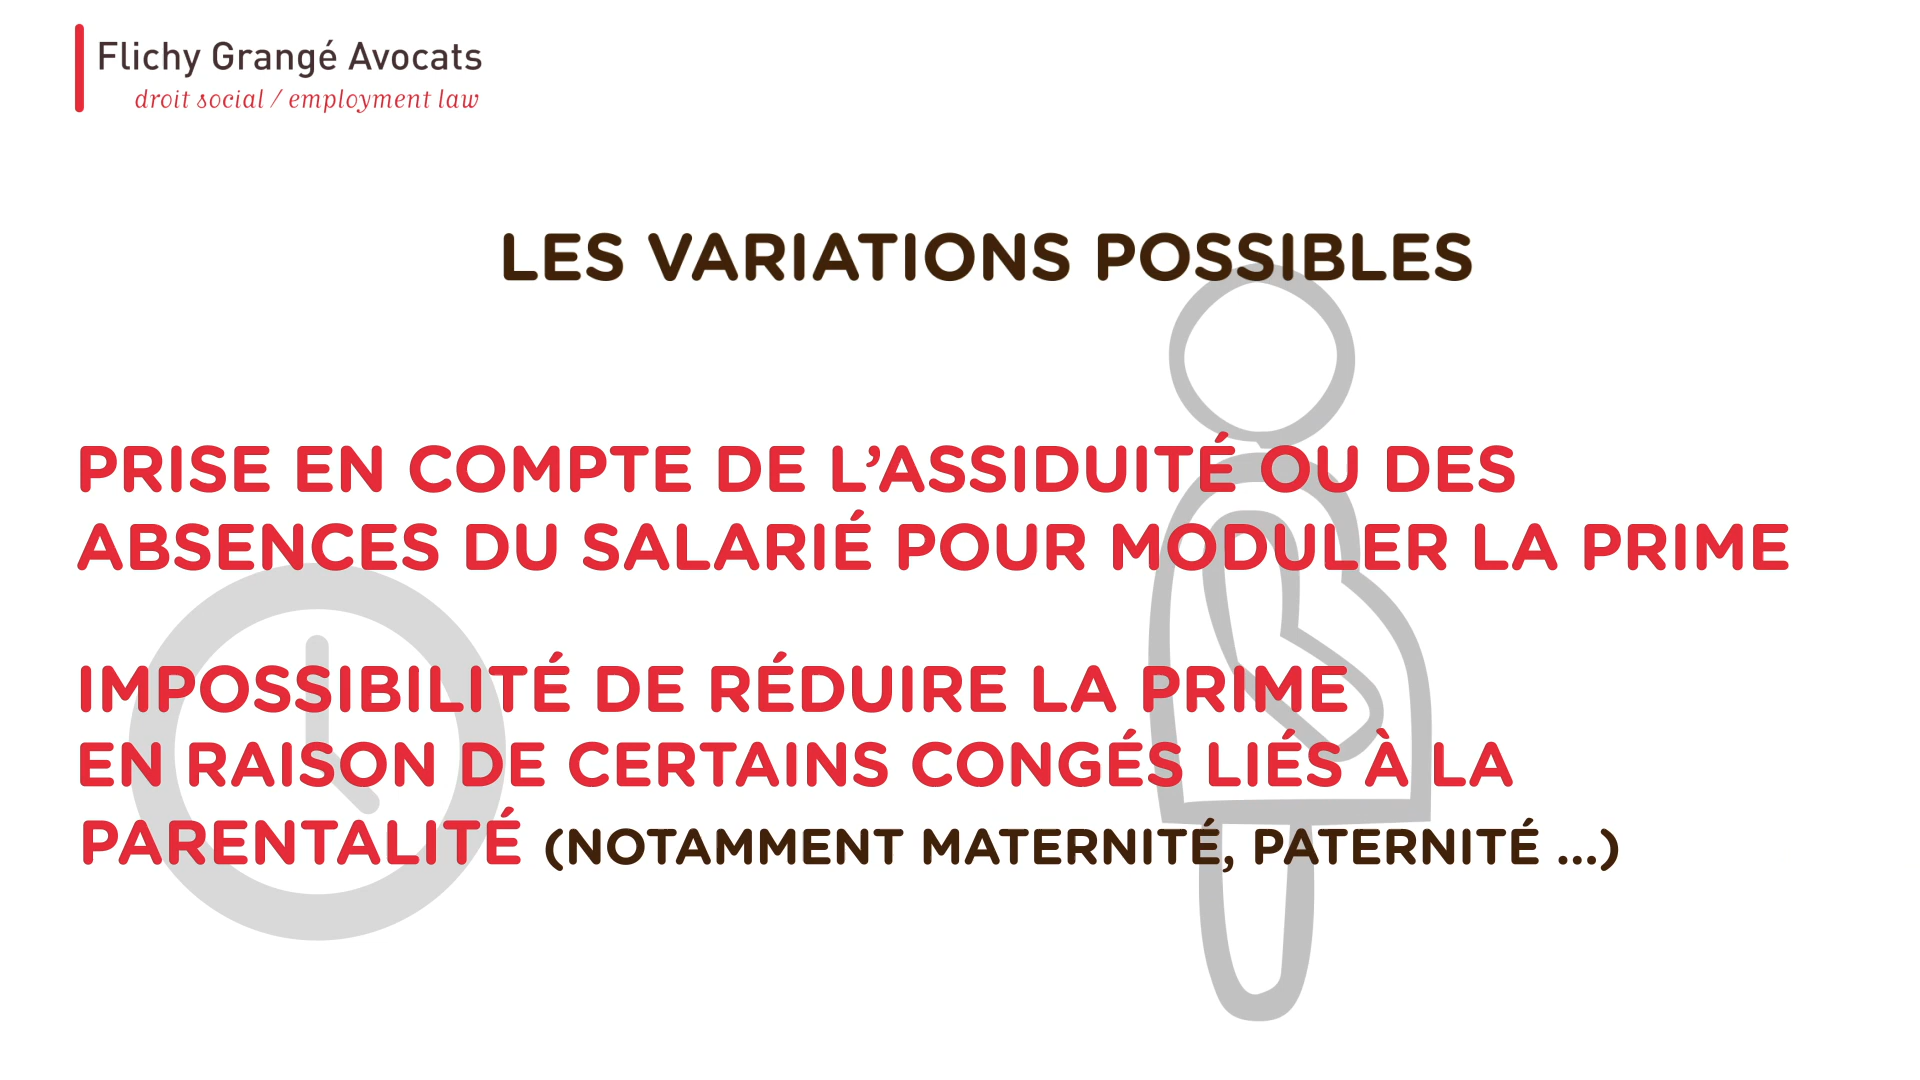 Flichy Grangé Avocats
droit social / employment law
LES VARIATIONS POSSIBLES
PRISE EN COMPTE DE L’ASSIDUITÉ OU DES
ABSENCES DU SALARIÉ POUR MODULER LA PRIME
IMPOSSIBILITÉ DE RÉDUIRE LA PRIME
EN RAISON DE CERTAINS CONGÉS LIÉS À LA
PARENTALITÉ (NOTAMMENT MATERNITÉ, PATERNITÉ ...)